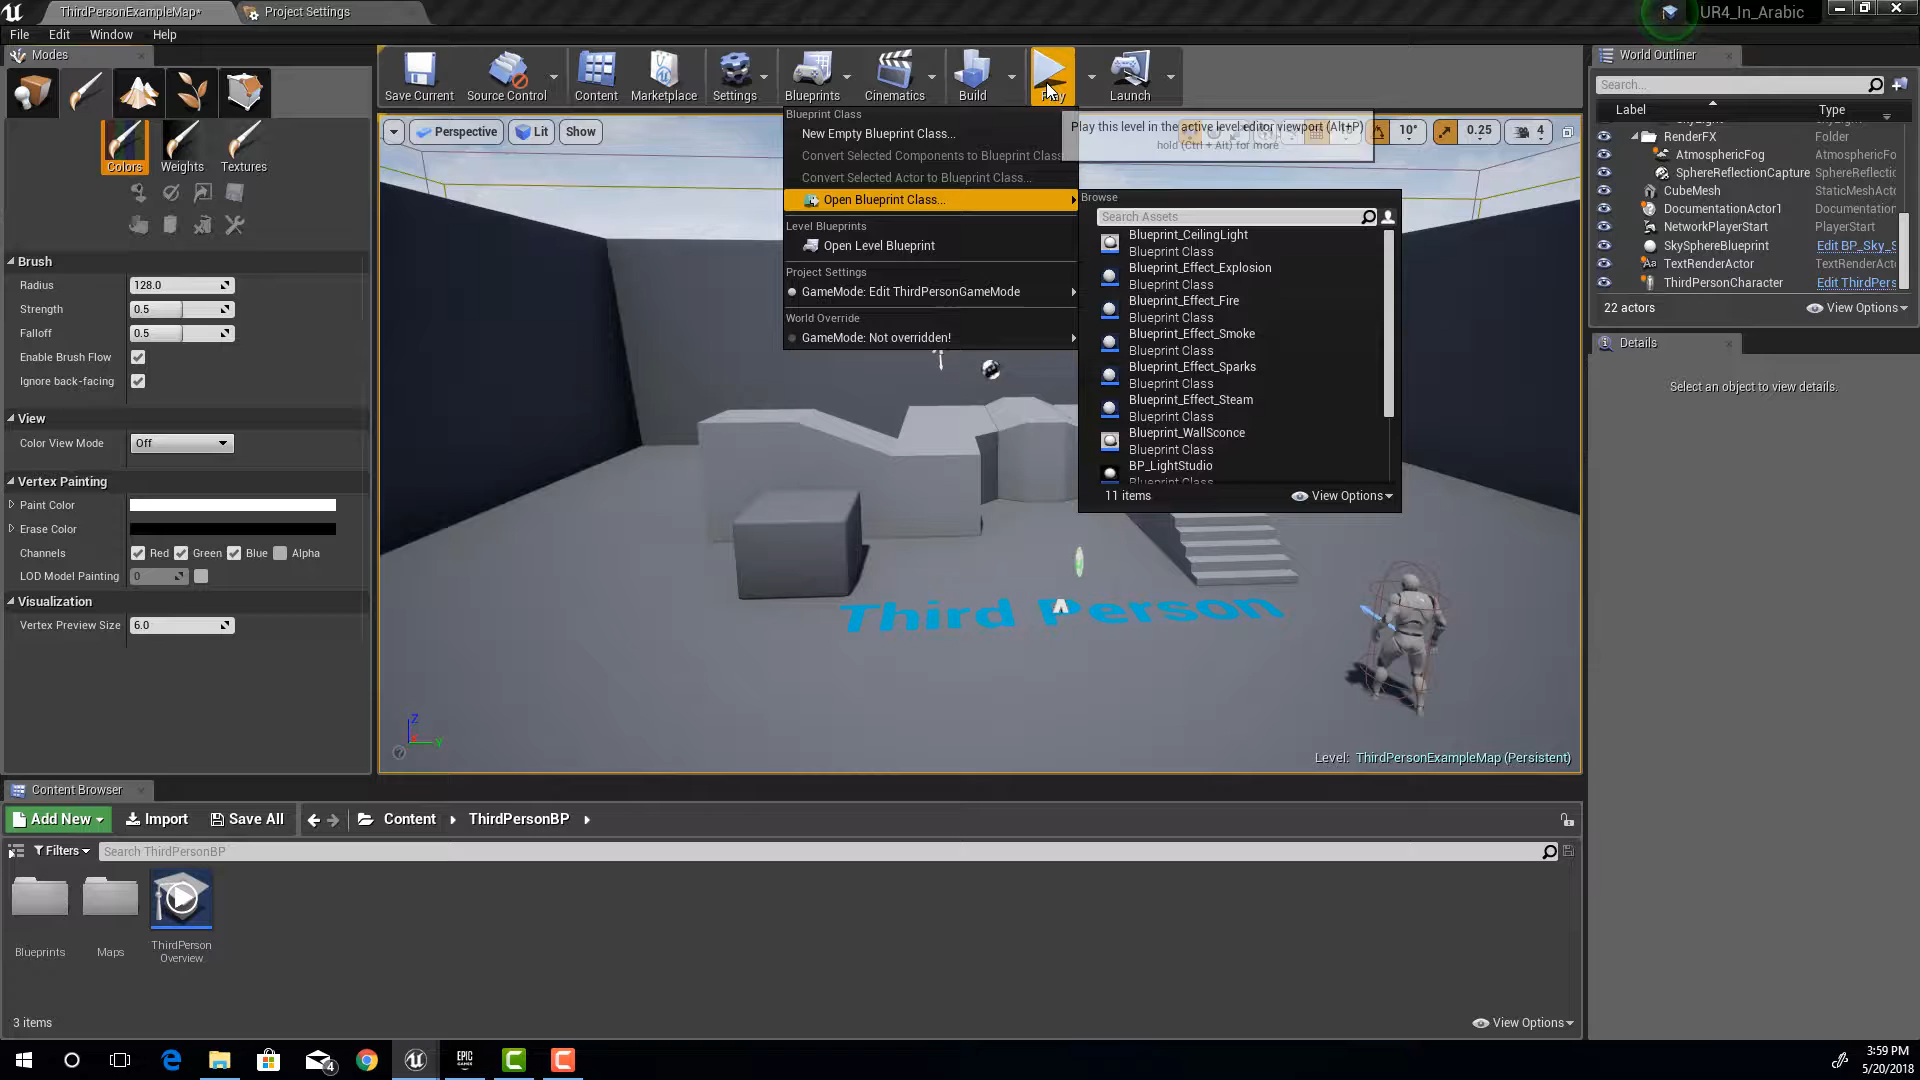 ThirdPersonExampleMap*
Project Settings
UR4_In_Arabic
File Edit Window Help
Modes
Save Current
Source Control
Content
Marketplace
Settings
Blueprints
Cinematics
Build
Play
Launch
Colors
Weights
Textures
Brush
Radius 128.0
Strength 0.5
Falloff 0.5
Enable Brush Flow
Ignore back-facing
View
Color View Mode Off
Vertex Painting
Paint Color
Erase Color
Channels Red Green Blue Alpha
LOD Model Painting 0
Visualization
Vertex Preview Size 6.0
Perspective Lit Show
10° 0.25 4
Blueprint Class
New Empty Blueprint Class...
Convert Selected Components to Blueprint Class
Convert Selected Actor to Blueprint Class...
Open Blueprint Class...
Level Blueprints
Open Level Blueprint
Project Settings
GameMode: Edit ThirdPersonGameMode
World Override
GameMode: Not overridden!
Play this level in the active level editor viewport (Alt+P)
hold (Ctrl + Alt) for more
Browse
Search Assets
Blueprint_CeilingLight
Blueprint Class
Blueprint_Effect_Explosion
Blueprint Class
Blueprint_Effect_Fire
Blueprint Class
Blueprint_Effect_Smoke
Blueprint Class
Blueprint_Effect_Sparks
Blueprint Class
Blueprint_Effect_Steam
Blueprint Class
Blueprint_WallSconce
Blueprint Class
BP_LightStudio
Blueprint Class
11 items
View Options
Third Person
Z
Y
Level: ThirdPersonExampleMap (Persistent)
World Outliner
Search...
Label Type
RenderFX Folder
AtmosphericFog AtmosphericFo
SphereReflectionCapture SphereReflectic
CubeMesh StaticMeshActo
DocumentationActor1 Documentation
NetworkPlayerStart PlayerStart
SkySphereBlueprint Edit BP_Sky_S
TextRenderActor TextRenderActo
ThirdPersonCharacter Edit ThirdPers
22 actors
View Options
Details
Select an object to view details.
Content Browser
Add New Import Save All Content ThirdPersonBP
Filters Search ThirdPersonBP
Blueprints
Maps
ThirdPerson
Overview
3 items
View Options
4
EPIC
GAMES
3:59 PM
5/20/2018